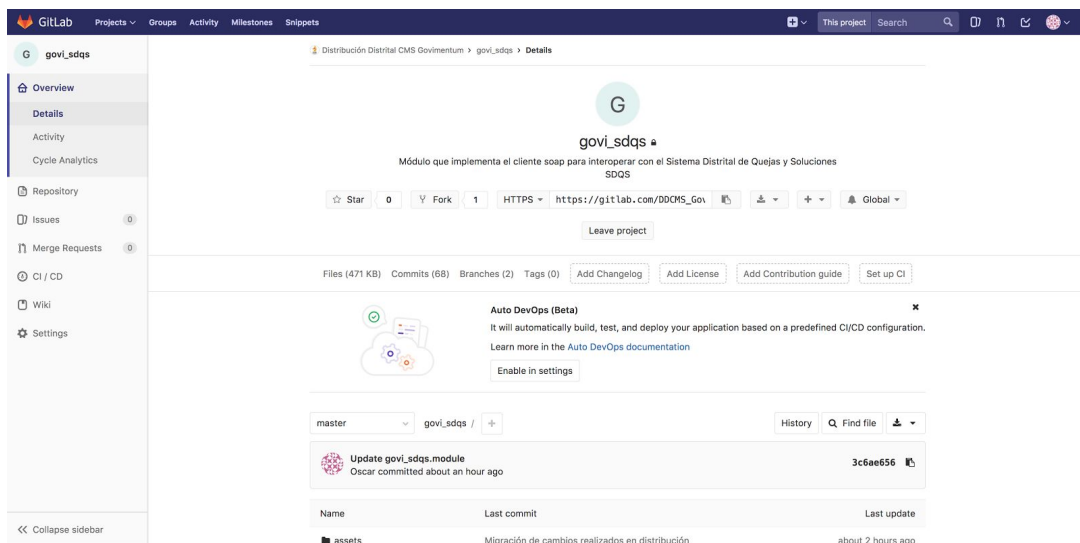 GitLab Projects Groups Activity Milestones Snippets This project Search
G govi_sdqs
Distribución Distrital CMS Govimentum › govi_sdqs › Details
Overview
Details
Activity
Cycle Analytics
Repository
Issues 0
Merge Requests 0
CI / CD
Wiki
Settings
Collapse sidebar
G
govi_sdqs
Módulo que implementa el cliente soap para interoperar con el Sistema Distrital de Quejas y Soluciones
SDQS
Star 0 Fork 1 HTTPS https://gitlab.com/DDCMS_Gov Global
Leave project
Files (471 KB) Commits (68) Branches (2) Tags (0) Add Changelog Add License Add Contribution guide Set up CI
Auto DevOps (Beta)
It will automatically build, test, and deploy your application based on a predefined CI/CD configuration.
Learn more in the Auto DevOps documentation
Enable in settings
master govi_sdqs / + History Find file
Update govi_sdqs.module
Oscar committed about an hour ago
3c6ae656
Name Last commit Last update
assets Migración de cambios realizados en distribución about 2 hours ago